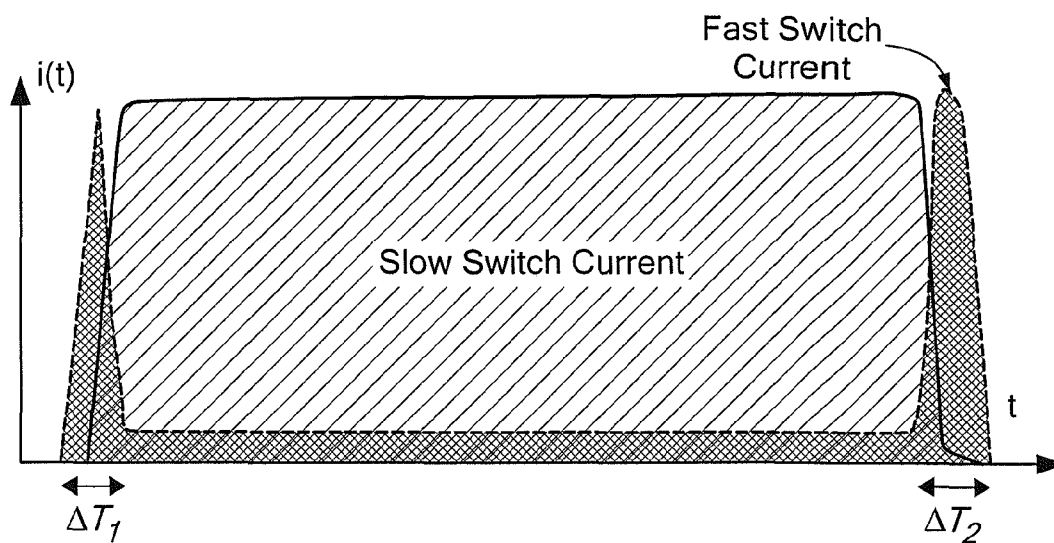 Fast Switch
Current
i(t)
Slow Switch Current
t
ΔT₁
ΔT₂